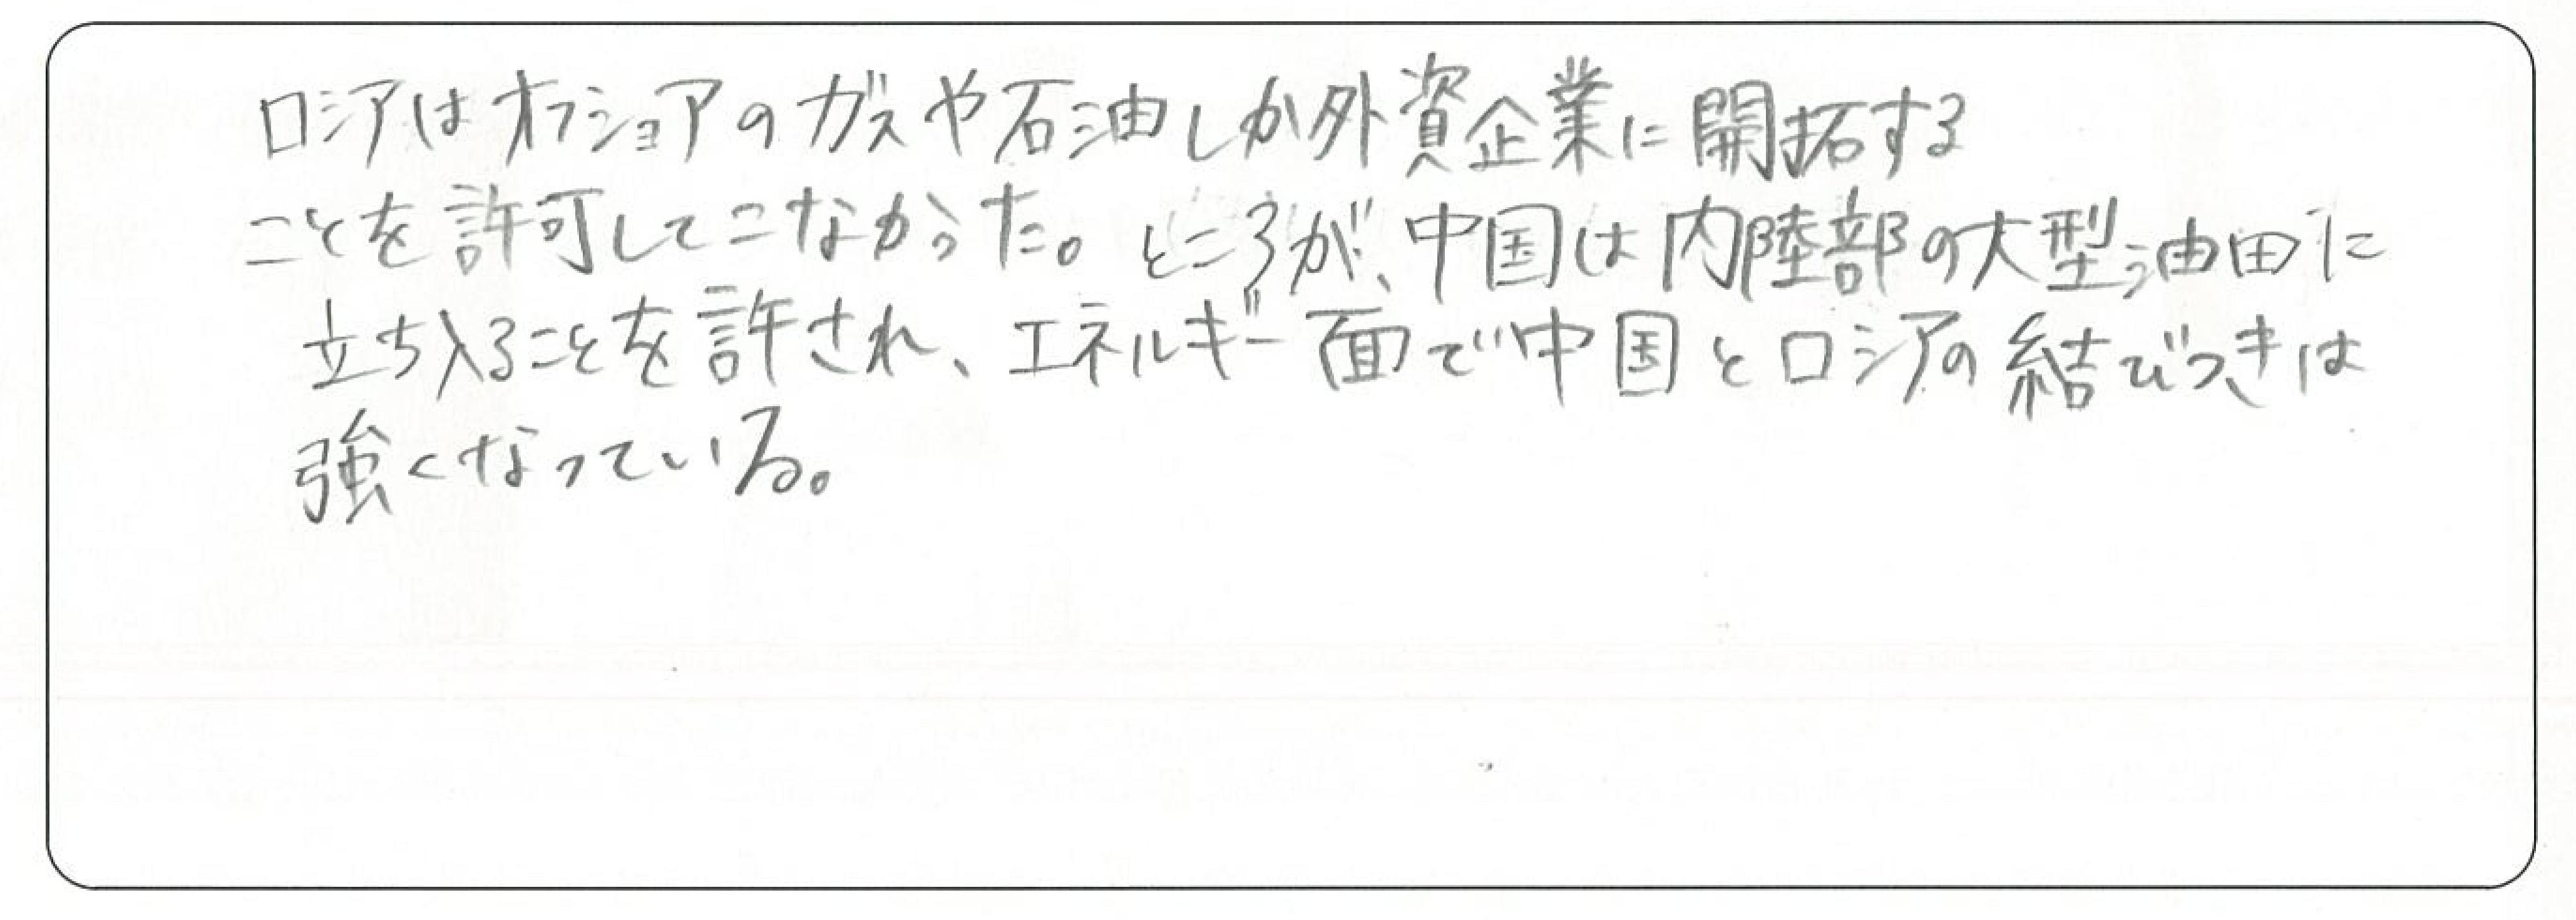 ロシアはオフショアのガスや石油しか外資企業に開拓する
ことを許可してこなかった。ところが、中国は内陸部の大型油田に
立ち入ることを許され、エネルギー面で中国とロシアの結びつきは
強くなっている。